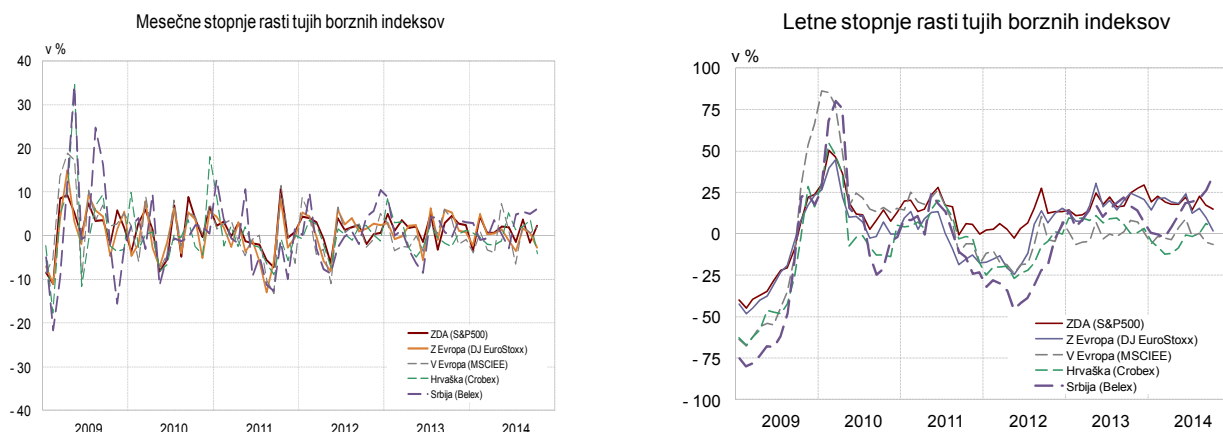 Mesečne stopnje rasti tujih borznih indeksov
v %
40
30
20
10
0
- 10
- 20
- 30
- 40
ZDA (S&P500)
Z Evropa (DJ EuroStoxx)
V Evropa (MSCIEE)
Hrvaška (Crobex)
Srbija (Belex)
2009 2010 2011 2012 2013 2014
Letne stopnje rasti tujih borznih indeksov
v %
100
75
50
25
0
- 25
- 50
- 75
- 100
ZDA (S&P500)
Z Evropa (DJ EuroStoxx)
V Evropa (MSCIEE)
Hrvaška (Crobex)
Srbija (Belex)
2009 2010 2011 2012 2013 2014